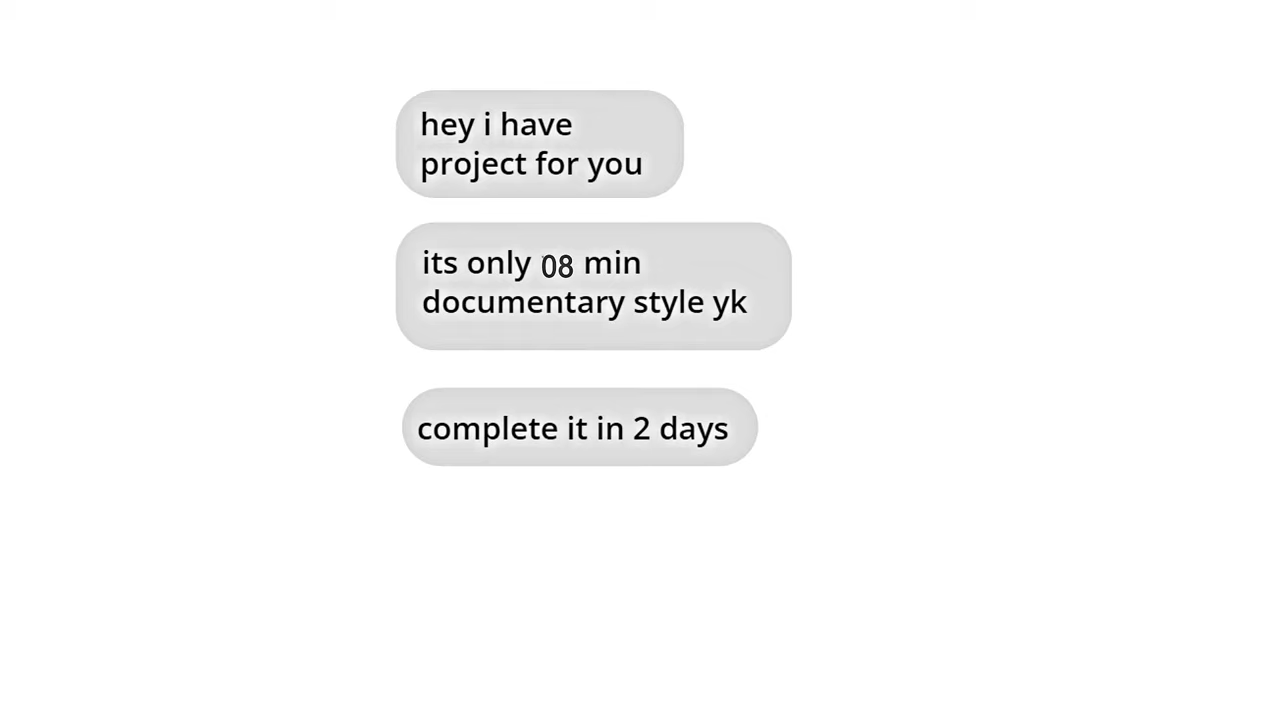 hey i have
project for you
its only 08 min
documentary style yk
complete it in 2 days